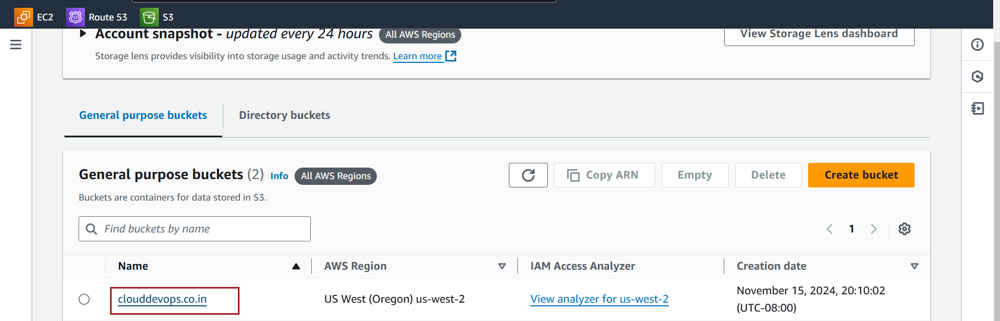 EC2 Route 53 S3
Account snapshot - updated every 24 hours All AWS Regions View Storage Lens dashboard
Storage lens provides visibility into storage usage and activity trends. Learn more
General purpose buckets Directory buckets
General purpose buckets (2) Info All AWS Regions Copy ARN Empty Delete Create bucket
Buckets are containers for data stored in S3.
Find buckets by name 1
Name AWS Region IAM Access Analyzer Creation date
clouddevops.co.in US West (Oregon) us-west-2 View analyzer for us-west-2 November 15, 2024, 20:10:02
(UTC-08:00)